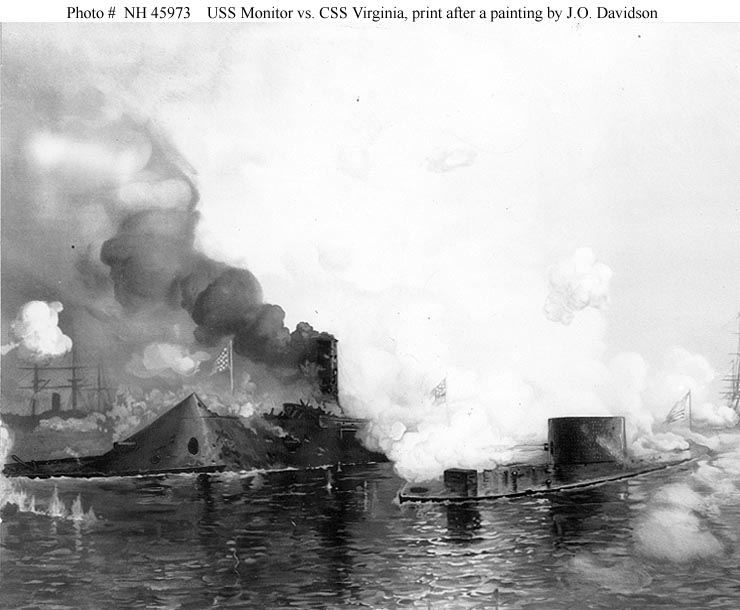 Photo # NH 45973 USS Monitor vs. CSS Virginia, print after a painting by J.O. Davidson